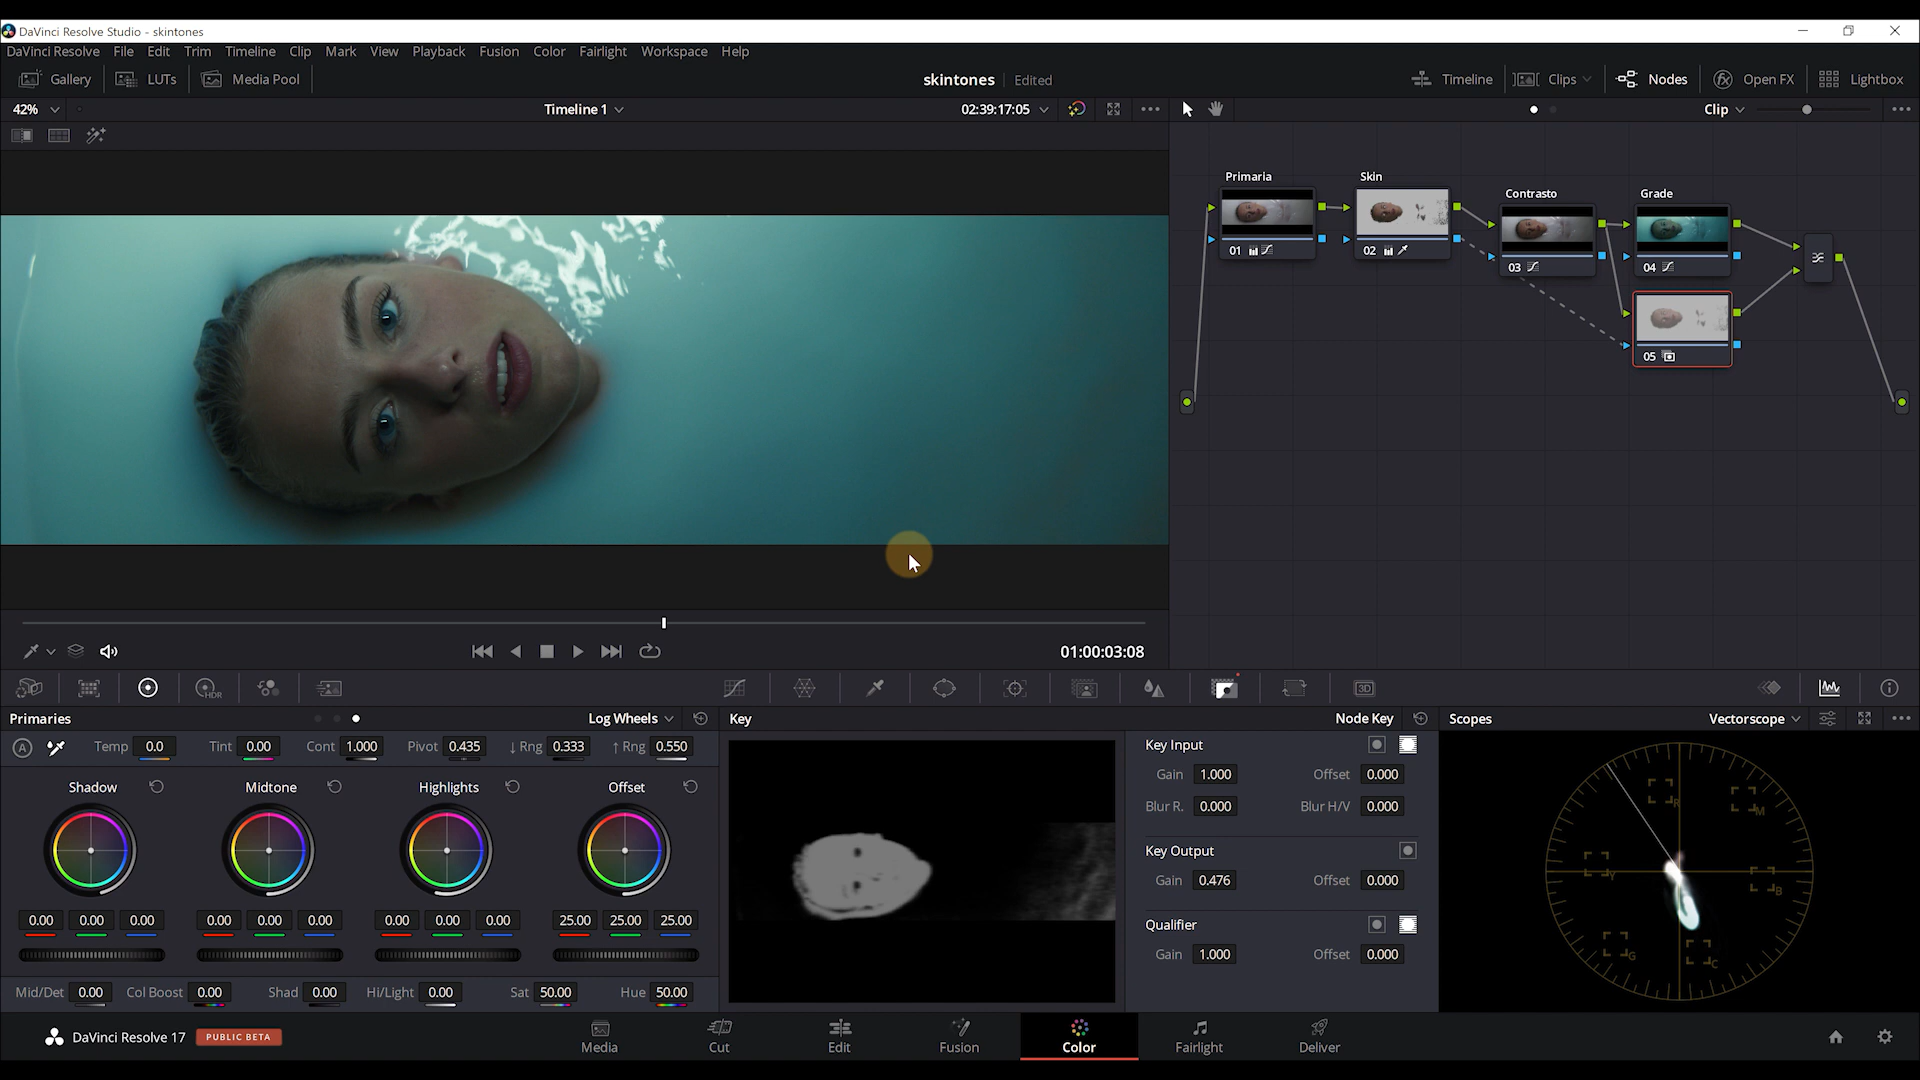 DaVinci Resolve Studio - skintones
DaVinci Resolve File Edit Trim Timeline Clip Mark View Playback Fusion Color Fairlight Workspace Help
Gallery LUTs Media Pool skintones Edited Timeline Clips Nodes Open FX Lightbox
42% Timeline 1 02:39:17:05 Clip
Primaria Skin Contrasto Grade
01 02 03 04
05
01:00:03:08
HDR 3D
Primaries Log Wheels Key Node Key Scopes Vectorscope
A Temp 0.0 Tint 0.00 Cont 1.000 Pivot 0.435 ↓ Rng 0.333 ↑ Rng 0.550
Key Input
Gain 1.000 Offset 0.000
Blur R. 0.000 Blur H/V 0.000
Shadow Midtone Highlights Offset
Key Output
Gain 0.476 Offset 0.000
0.00 0.00 0.00 0.00 0.00 0.00 0.00 0.00 0.00 25.00 25.00 25.00
Qualifier
Gain 1.000 Offset 0.000
R M Y B G C
Mid/Det 0.00 Col Boost 0.00 Shad 0.00 Hi/Light 0.00 Sat 50.00 Hue 50.00
DaVinci Resolve 17 PUBLIC BETA
Media Cut Edit Fusion Color Fairlight Deliver